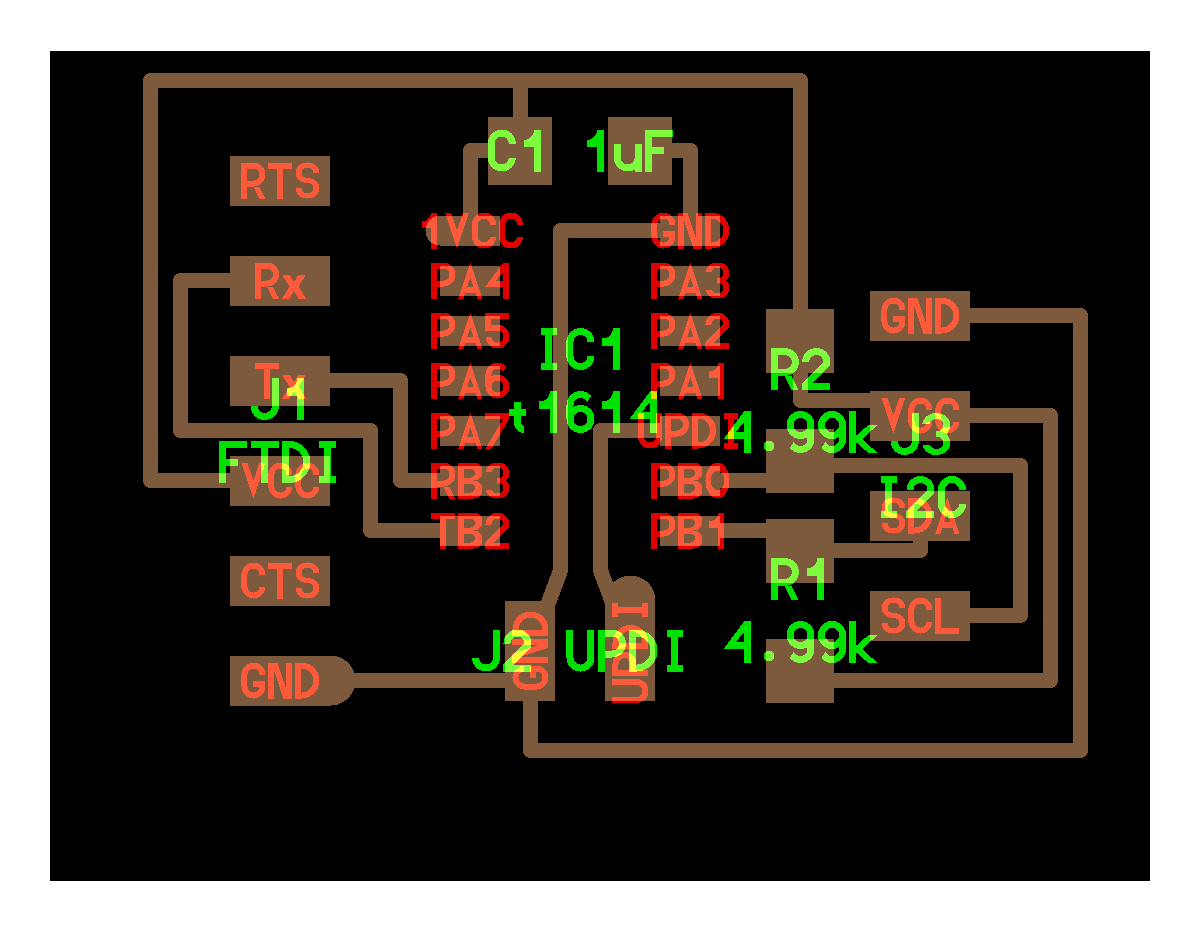 C1 1uF
RTS
1VCC GND
Rx PA4 PA3
GND
PA5 PA2
IC1
R2
Tx PA6 PA1
J1
t1614
VCC
PA7 UPDI 4.99k J3
FTDI
VCC RB3 PB0
I2C
SDA
TB2 PB1
CTS
R1
SCL
4.99k
J2 UPDI
GND
UPDI
GND